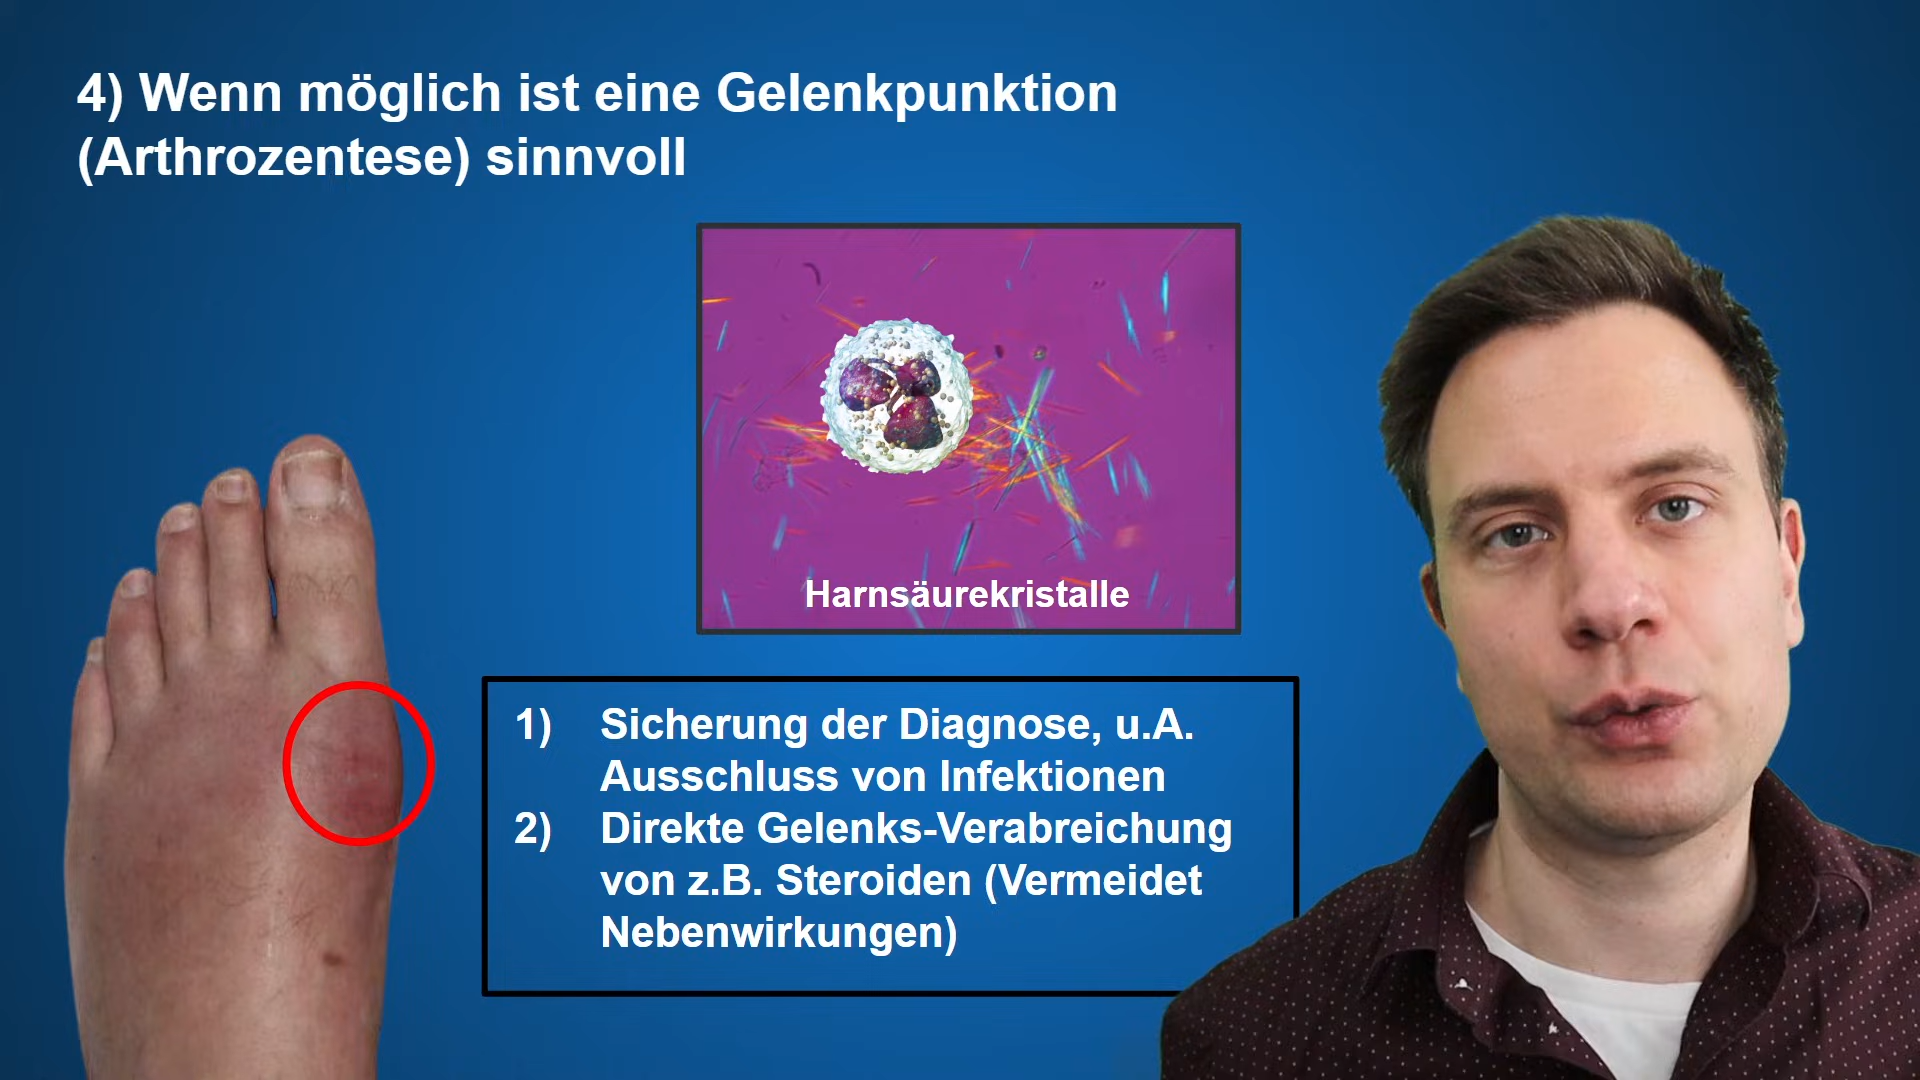 4) Wenn möglich ist eine Gelenkpunktion
(Arthrozentese) sinnvoll
Harnsäurekristalle
1) Sicherung der Diagnose, u.A.
Ausschluss von Infektionen
2) Direkte Gelenks-Verabreichung
von z.B. Steroiden (Vermeidet
Nebenwirkungen)